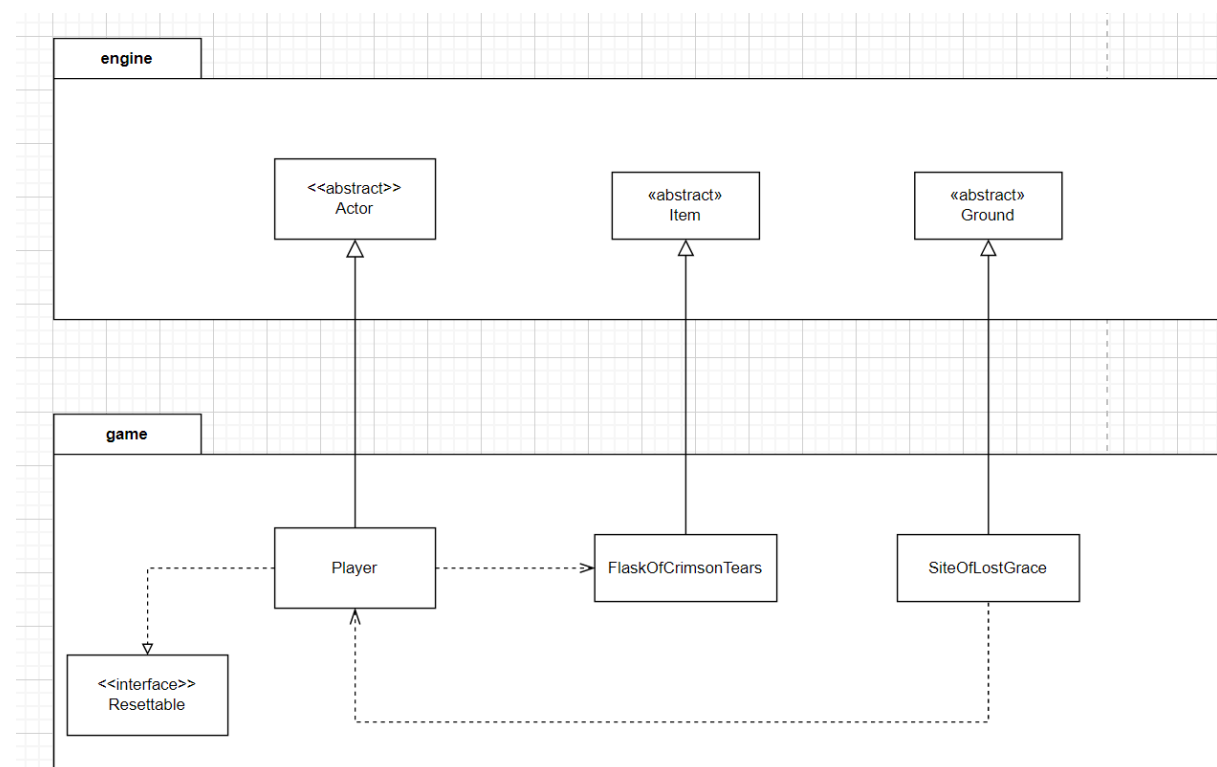 engine
<<abstract>>
Actor
«abstract»
Item
«abstract»
Ground
game
Player
FlaskOfCrimsonTears
SiteOfLostGrace
<<interface>>
Resettable